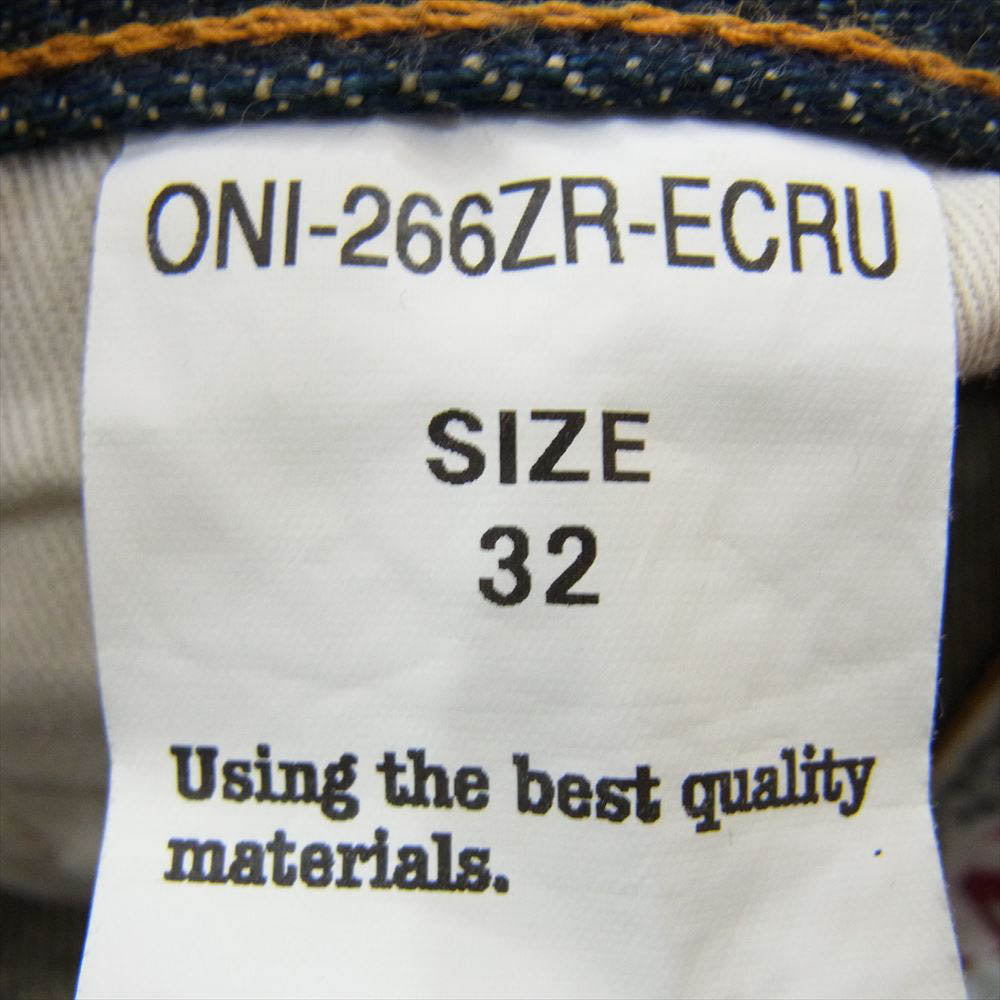 ONI-266ZR-ECRU
SIZE
32
Using the best quality
materials.